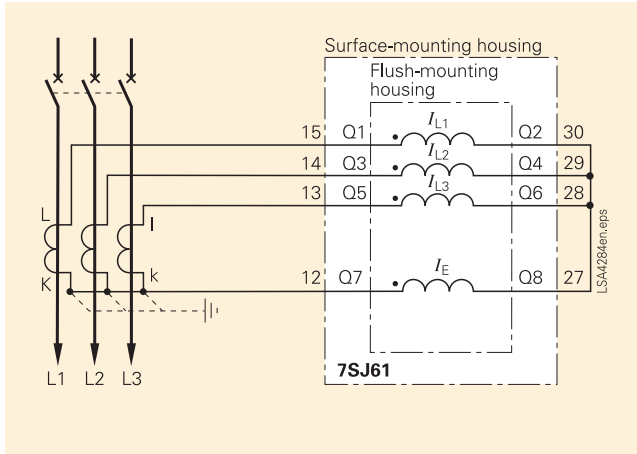 Surface-mounting housing
Flush-mounting
housing
15 Q1 IL1 Q2 30
14 Q3 IL2 Q4 29
13 Q5 IL3 Q6 28
L l
K k
12 Q7 IE Q8 27
LSA4284en.eps
7SJ61
L1 L2 L3